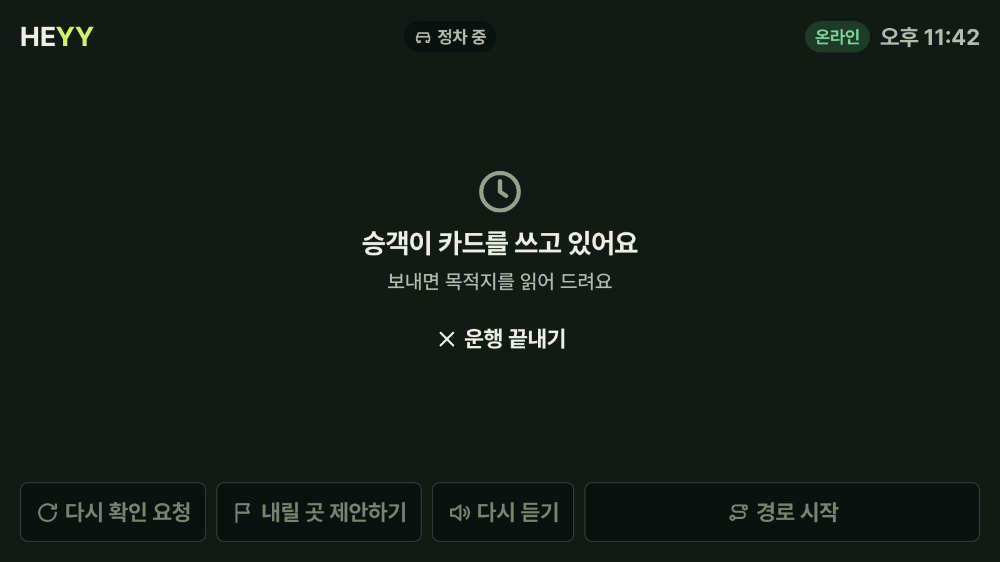 HEYY
정차 중
온라인
오후 11:42
승객이 카드를 쓰고 있어요
보내면 목적지를 읽어 드려요
운행 끝내기
다시 확인 요청
내릴 곳 제안하기
다시 듣기
경로 시작